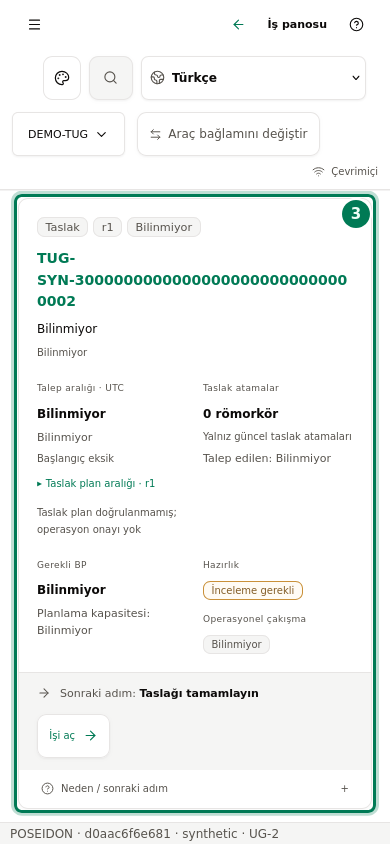 İş panosu
Türkçe
DEMO-TUG
Araç bağlamını değiştir
Çevrimiçi
3
Taslak r1 Bilinmiyor
TUG-
SYN-3000000000000000000000000000
0002
Bilinmiyor
Bilinmiyor
Talep aralığı · UTC
Bilinmiyor
Bilinmiyor
Başlangıç eksik
▸ Taslak plan aralığı · r1
Taslak plan doğrulanmamış;
operasyon onayı yok
Taslak atamalar
0 römorkör
Yalnız güncel taslak atamaları
Talep edilen: Bilinmiyor
Gerekli BP
Bilinmiyor
Planlama kapasitesi:
Bilinmiyor
Hazırlık
İnceleme gerekli
Operasyonel çakışma
Bilinmiyor
Sonraki adım: Taslağı tamamlayın
İşi aç
Neden / sonraki adım +
POSEIDON · d0aac6f6e681 · synthetic · UG-2